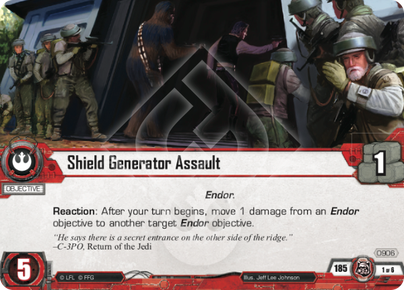 Shield Generator Assault
1
OBJECTIVE
Endor.
Reaction: After your turn begins, move 1 damage from an Endor
objective to another target Endor objective.
"He says there is a secret entrance on the other side of the ridge."
–C-3PO, Return of the Jedi
0906
5
© LFL © FFG
Illus. Jeff Lee Johnson
185
1 of 6